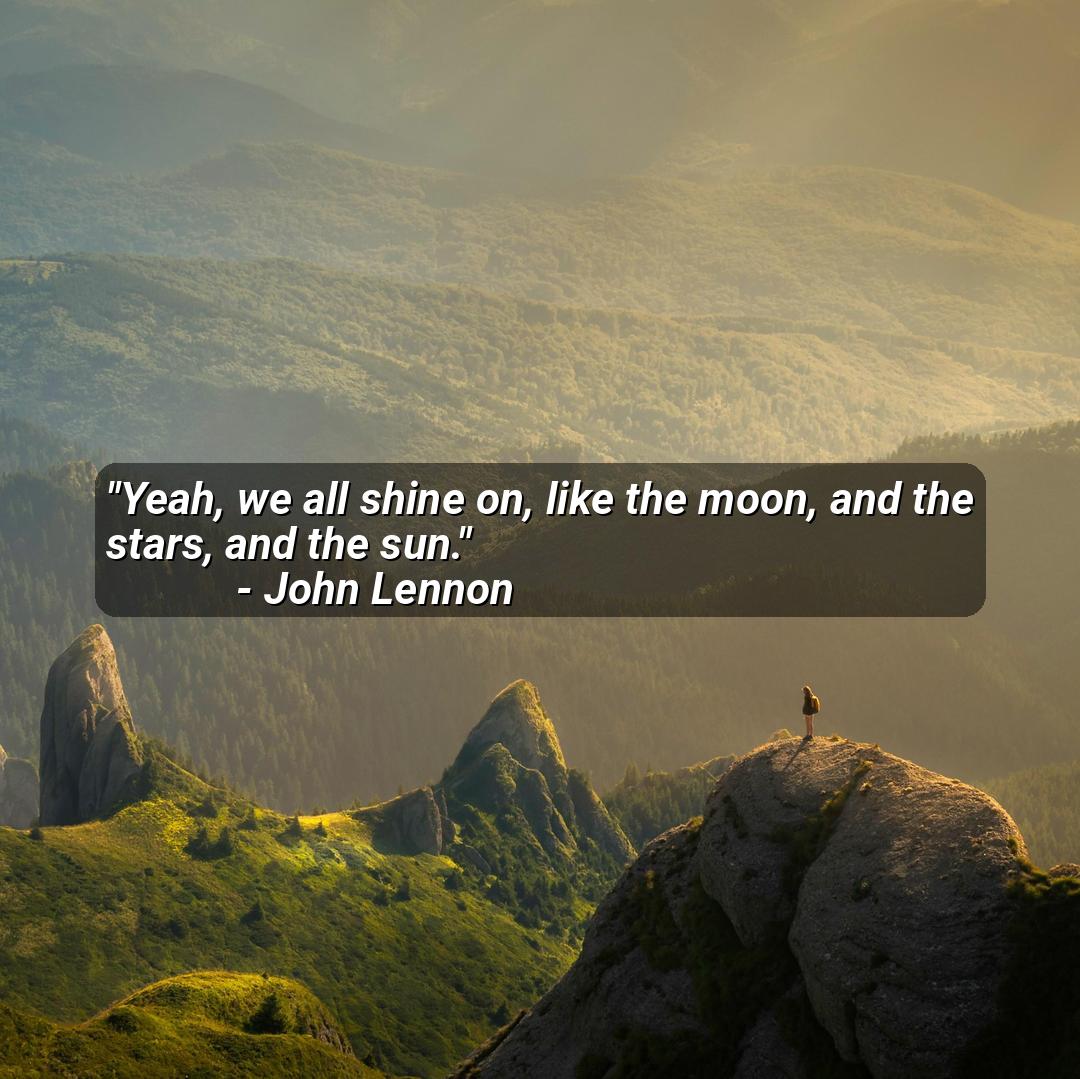 "Yeah, we all shine on, like the moon, and the
stars, and the sun."
- John Lennon